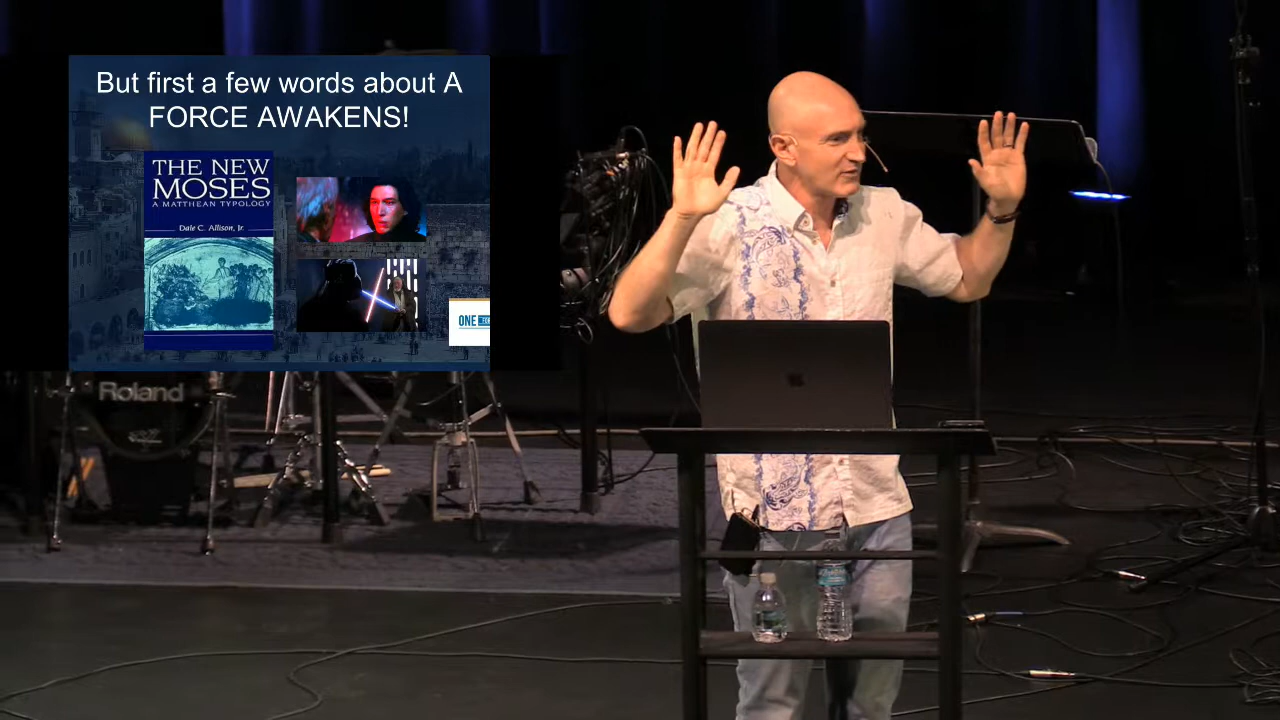 But first a few words about A
FORCE AWAKENS!
THE NEW
MOSES
A MATTHEAN TYPOLOGY
Dale C. Allison, Jr.
ONE
Roland